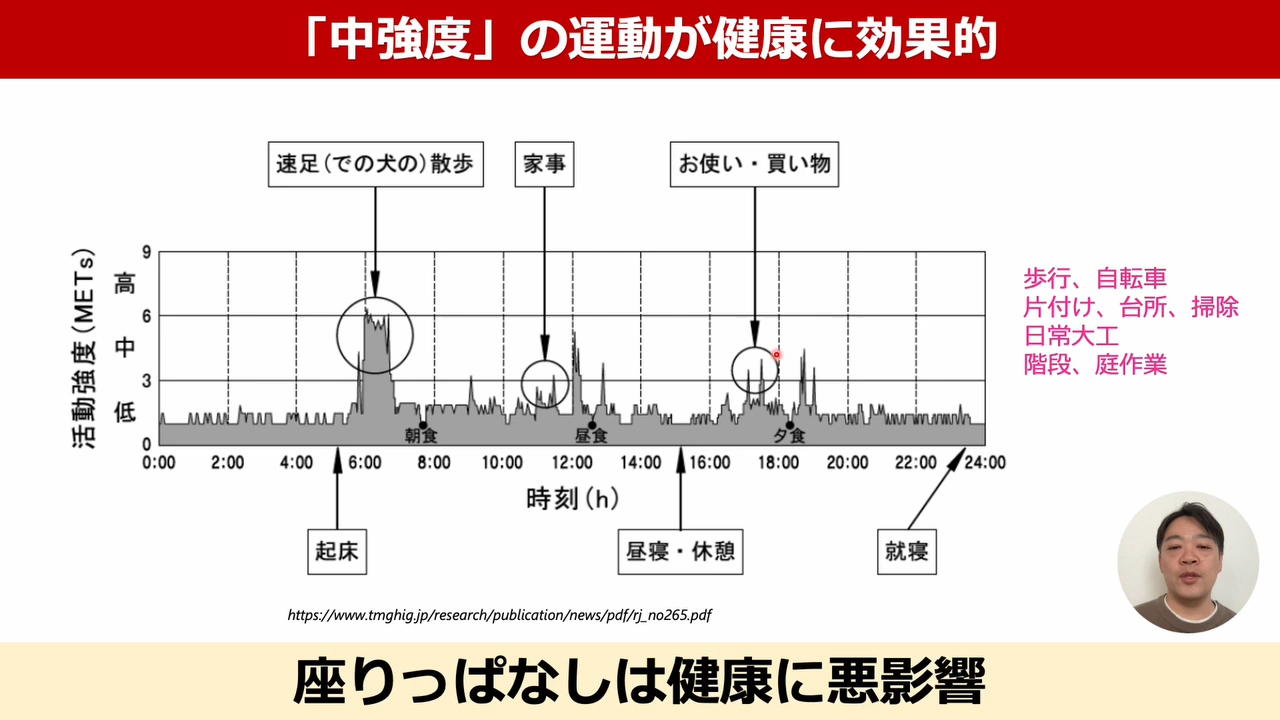 「中強度」の運動が健康に効果的
速足(での犬の)散歩
家事
お使い・買い物
活動強度(METs)
高
中
低
9
6
3
0
朝食
昼食
夕食
0:00 2:00 4:00 6:00 8:00 10:00 12:00 14:00 16:00 18:00 20:00 22:00 24:00
時刻(h)
起床
昼寝・休憩
就寝
歩行、自転車
片付け、台所、掃除
日常大工
階段、庭作業
https://www.tmghig.jp/research/publication/news/pdf/rj_no265.pdf
座りっぱなしは健康に悪影響